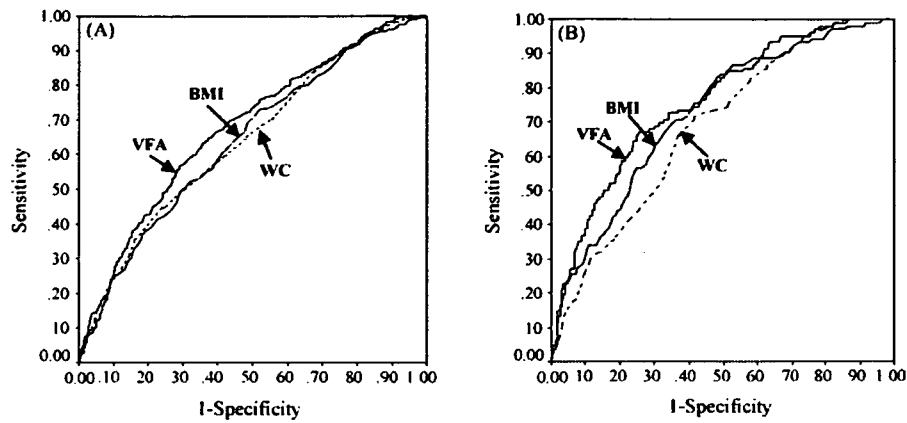 (A)
1.00
.90
.80
.70
.60
.50
.40
.30
.20
.10
0.00
Sensitivity
BMI
VFA
WC
0.00 .10 20 .30 .40 50 .60 .70 .80 .90 1 00
1-Specificity
(B)
1.00
.90
.80
.70
.60
.50
.40
.30
.20
10
0.00
Sensitivity
BMI
VFA
WC
0.00 .10 20 30 .40 .50 .60 .70 .80 .90 1 00
1-Specificity